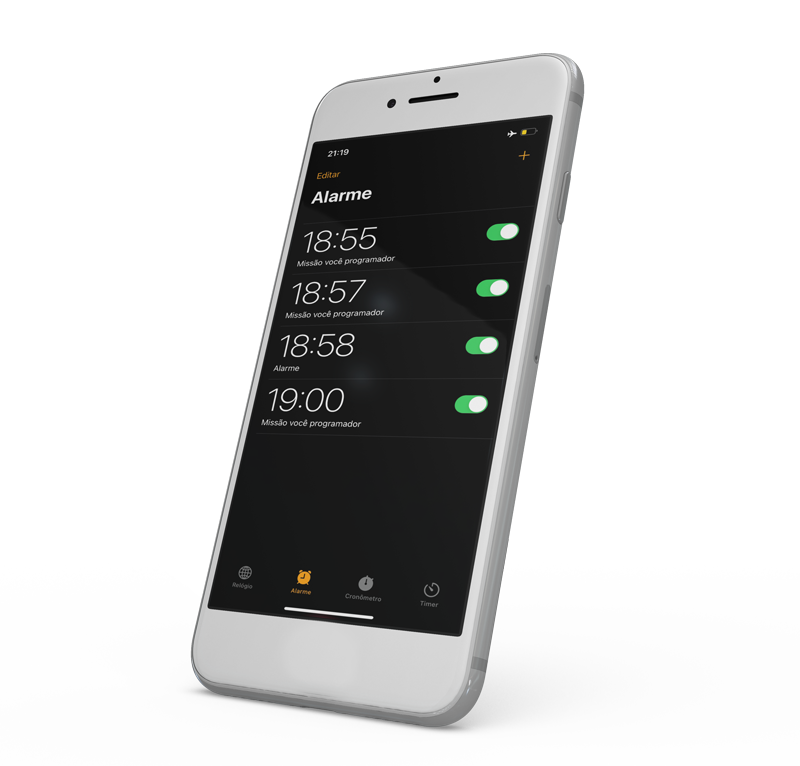 21:19
Editar
Alarme
18:55
Missão você programador
18:57
Missão você programador
18:58
Alarme
19:00
Missão você programador
Relógio
Alarme
Cronômetro
Timer